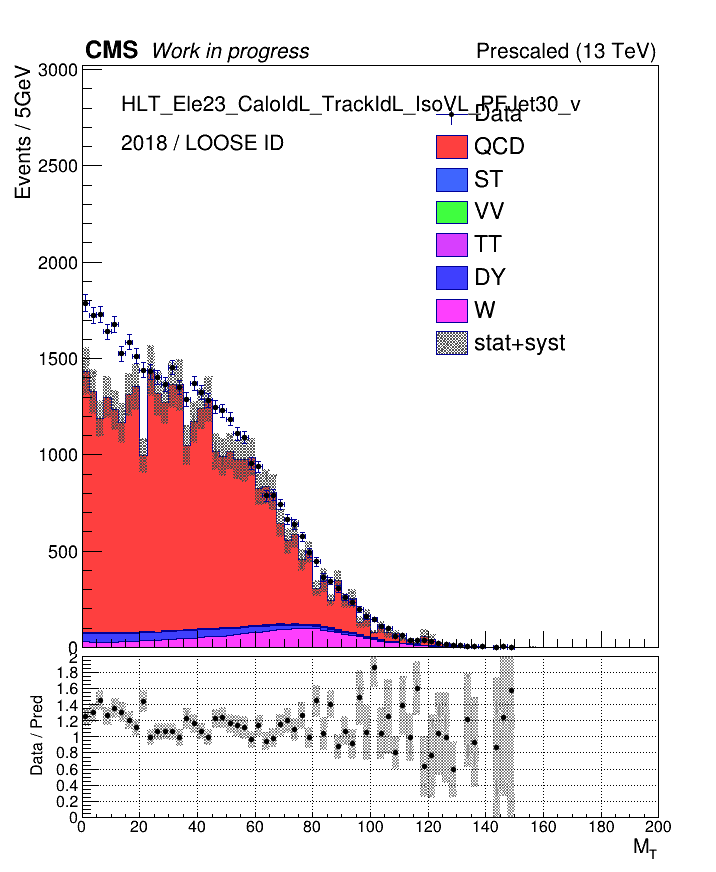 CMS Work in progress Prescaled (13 TeV)
Events / 5GeV
3000
2500
2000
1500
1000
500
0
HLT_Ele23_CaloIdL_TrackIdL_IsoVL_PFJet30_v
2018 / LOOSE ID
Data
QCD
ST
VV
TT
DY
W
stat+syst
Data / Pred
2
1.8
1.6
1.4
1.2
1
0.8
0.6
0.4
0.2
0
0 20 40 60 80 100 120 140 160 180 200
M_T